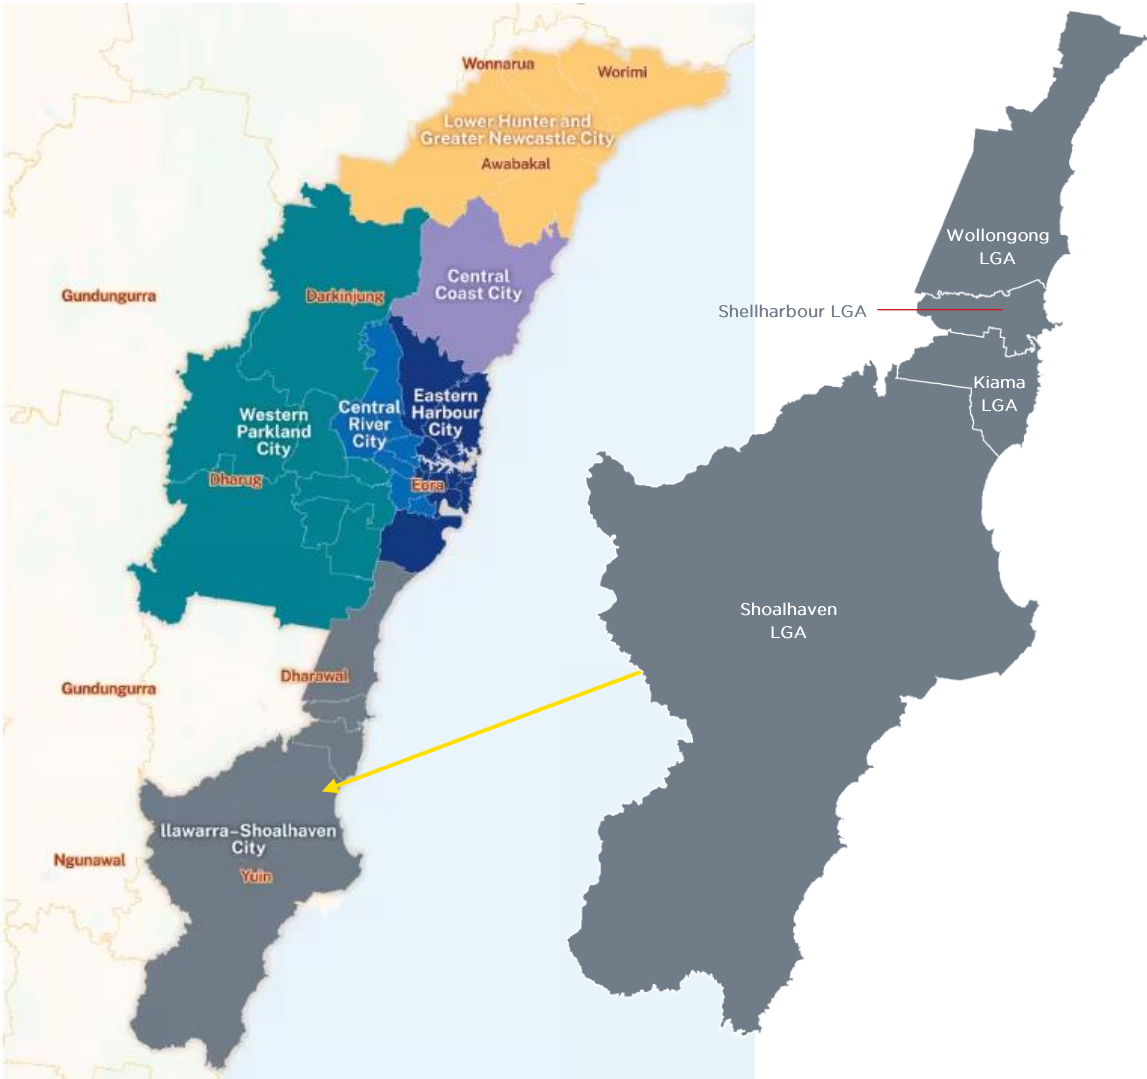 Wonnarua
Worimi
Lower Hunter and
Greater Newcastle City
Awabakal
Gundungurra
Darkinjung
Central
Coast City
Western
Parkland
City
Central
River
City
Eastern
Harbour
City
Dharug
Eora
Dharawal
Gundungurra
llawarra–Shoalhaven
City
Ngunawal
Yuin
Wollongong
LGA
Shellharbour LGA
Kiama
LGA
Shoalhaven
LGA